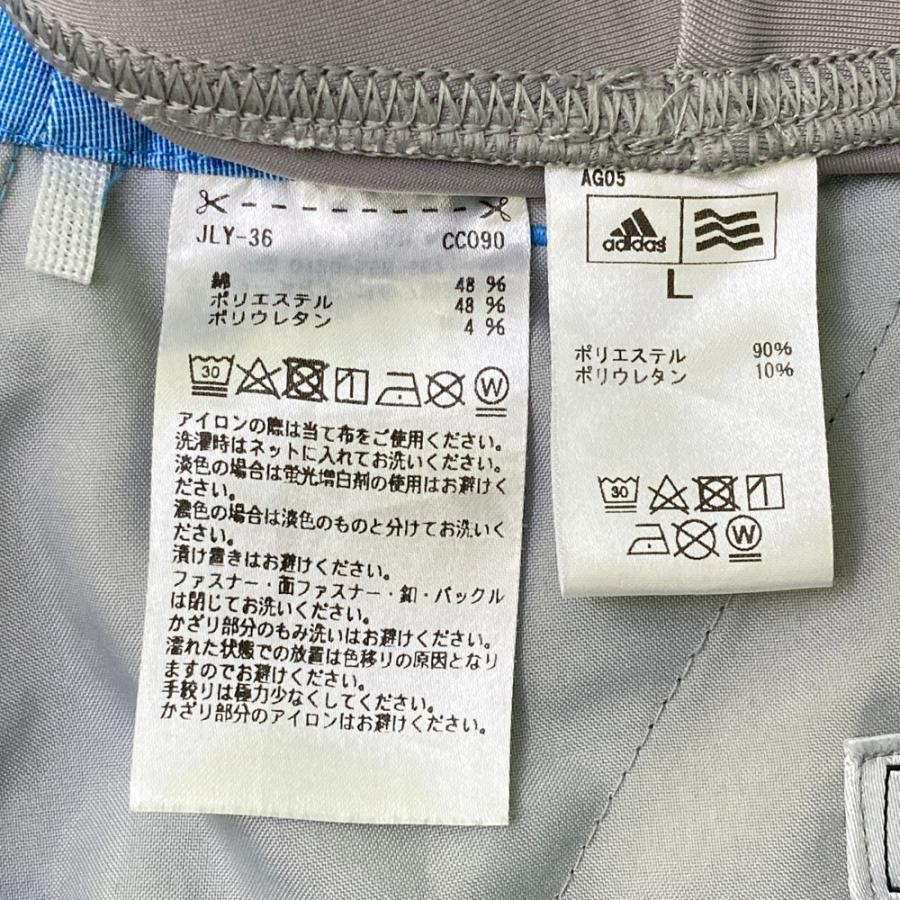 JLY-36 CC090
綿 48%
ポリエステル 48%
ポリウレタン 4%
30 W
アイロンの際は当て布をご使用ください。
洗濯時はネットに入れてお洗いください。
淡色の場合は蛍光増白剤の使用はお避けく
ださい。
濃色の場合は淡色のものと分けてお洗いく
ださい。
漬け置きはお避けください。
ファスナー・面ファスナー・釦・バックル
は閉じてお洗いください。
かざり部分のもみ洗いはお避けください。
濡れた状態での放置は色移りの原因となり
ますのでお避けください。
手絞りは極力少なくしてください。
かざり部分のアイロンはお避けください。
AG05
adidas
L
ポリエステル 90%
ポリウレタン 10%
30
W